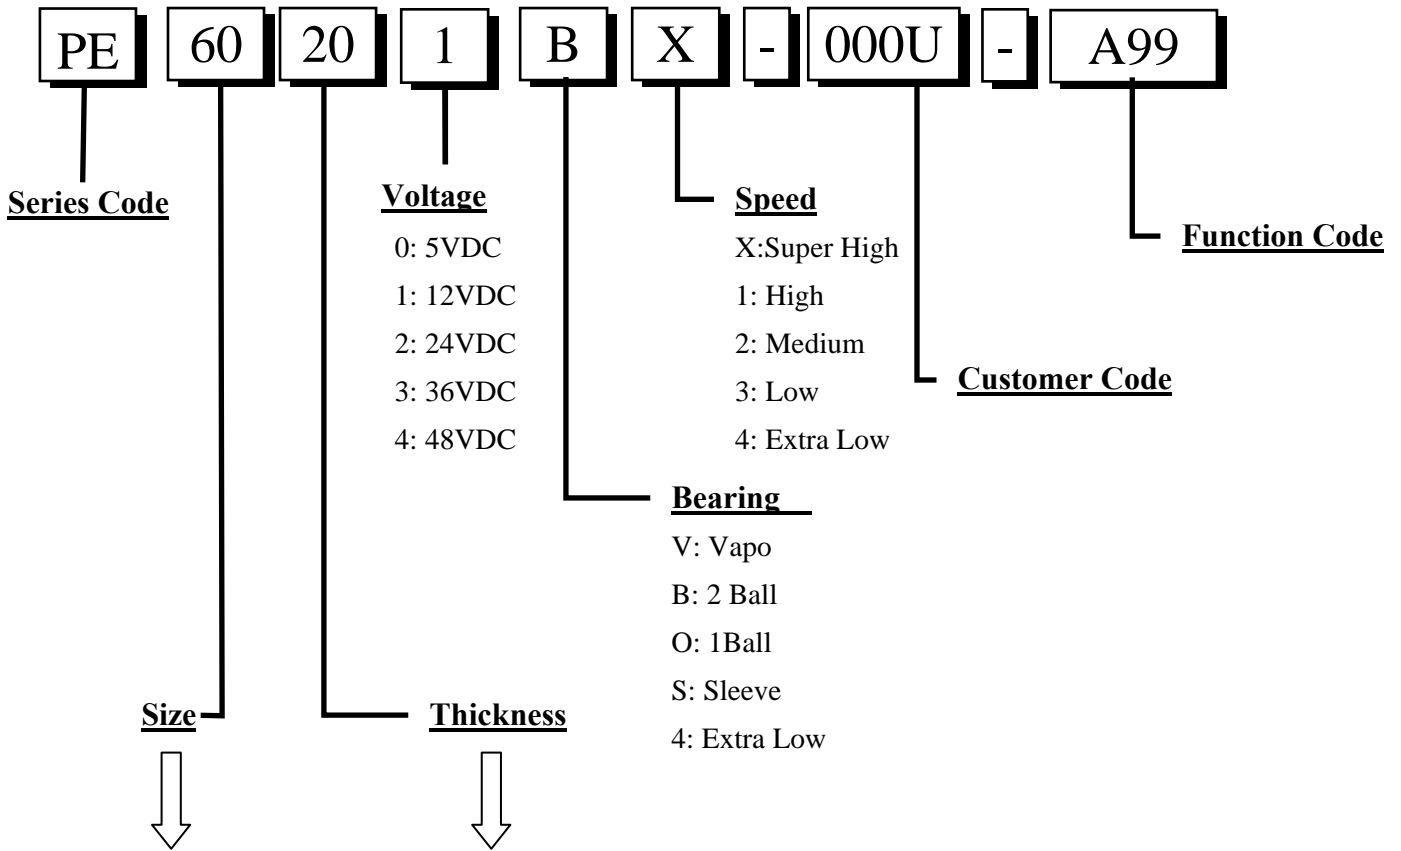 PE 60 20 1 B X - 000U - A99
Series Code
Voltage
0: 5VDC
1: 12VDC
2: 24VDC
3: 36VDC
4: 48VDC
Speed
X:Super High
1: High
2: Medium
3: Low
4: Extra Low
Function Code
Customer Code
Bearing
V: Vapo
B: 2 Ball
O: 1Ball
S: Sleeve
4: Extra Low
Size
Thickness